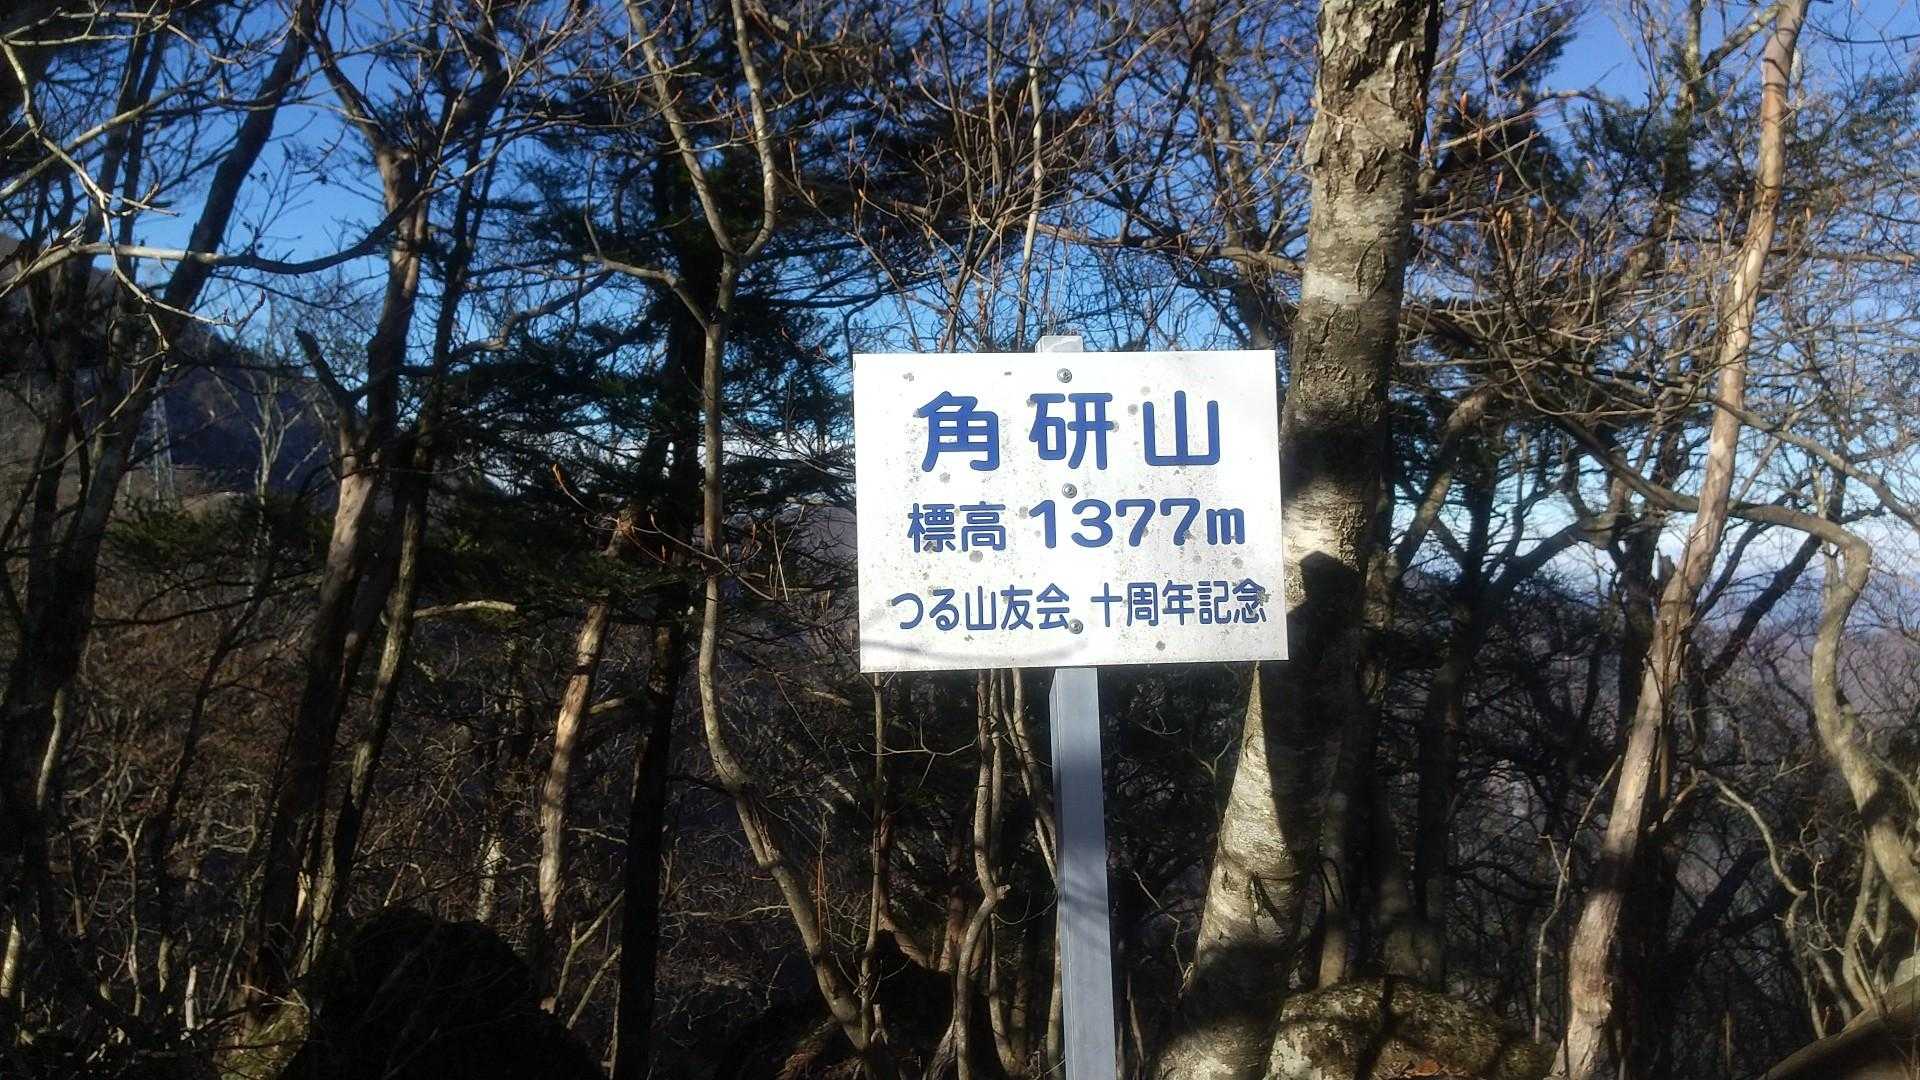 角研山
標高 1377m
つる山友会 十周年記念